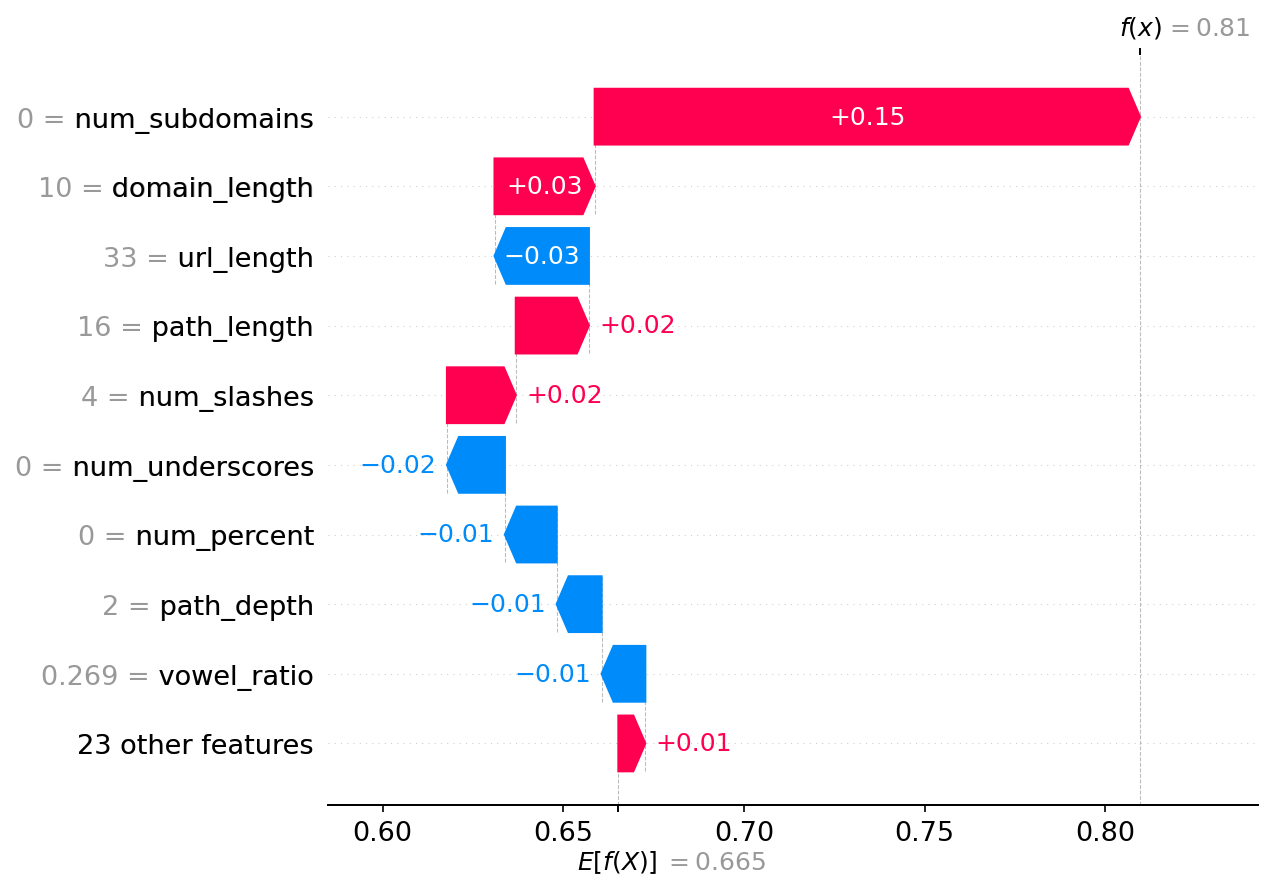 f(x) = 0.81
0 = num_subdomains +0.15
10 = domain_length +0.03
33 = url_length −0.03
16 = path_length +0.02
4 = num_slashes +0.02
0 = num_underscores −0.02
0 = num_percent −0.01
2 = path_depth −0.01
0.269 = vowel_ratio −0.01
23 other features +0.01
0.60 0.65 0.70 0.75 0.80
E[f(X)] = 0.665